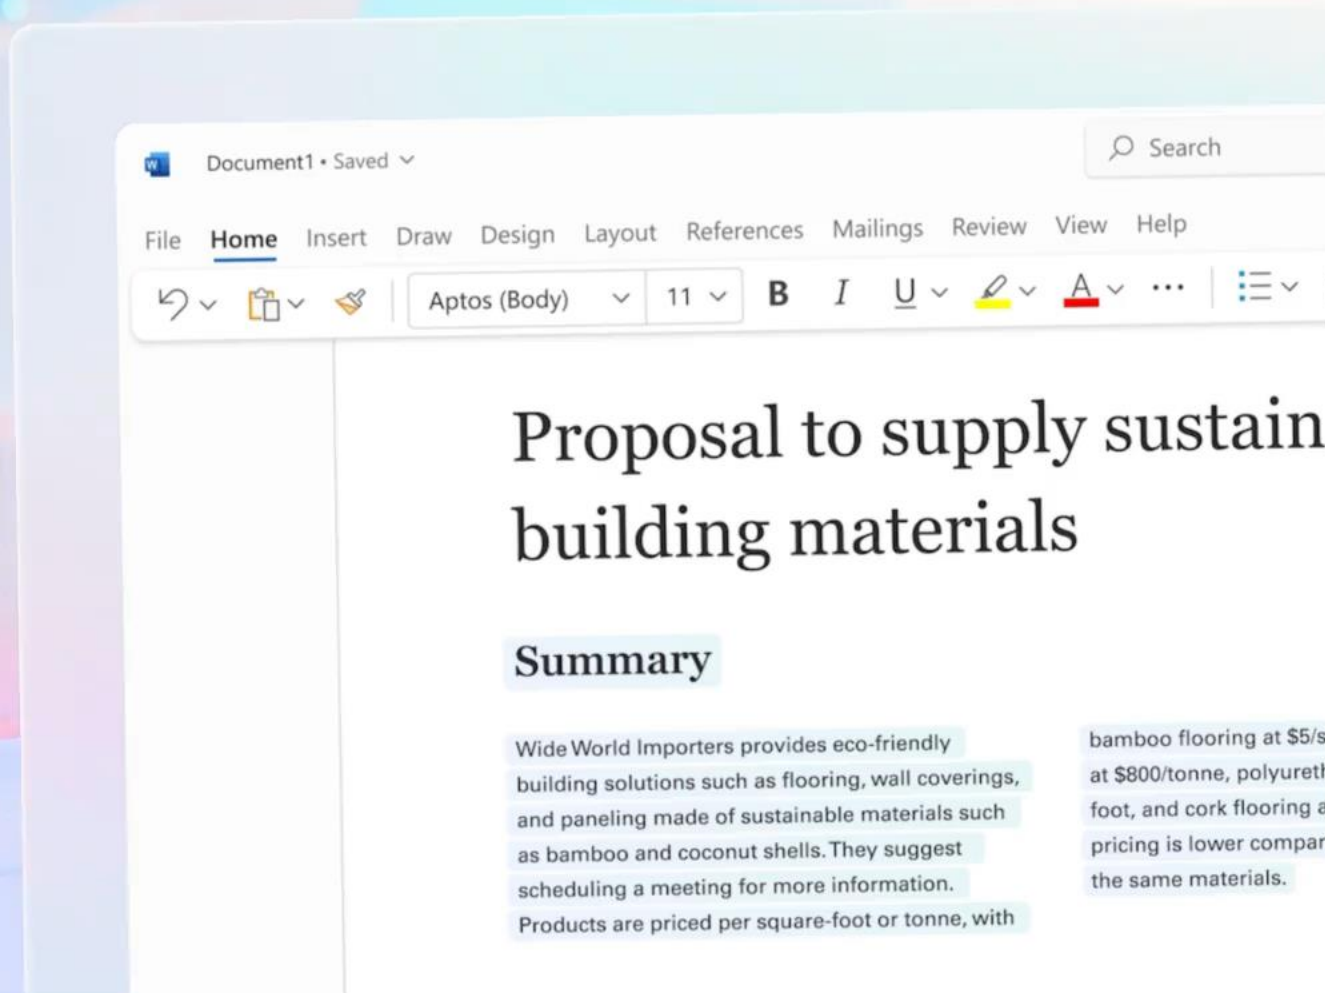 Document1 • Saved
Search
File Home Insert Draw Design Layout References Mailings Review View Help
Aptos (Body) 11 B I U A ...
Proposal to supply sustain
building materials
Summary
Wide World Importers provides eco-friendly
building solutions such as flooring, wall coverings,
and paneling made of sustainable materials such
as bamboo and coconut shells. They suggest
scheduling a meeting for more information.
Products are priced per square-foot or tonne, with
bamboo flooring at $5/s
at $800/tonne, polyuret
foot, and cork flooring a
pricing is lower compar
the same materials.